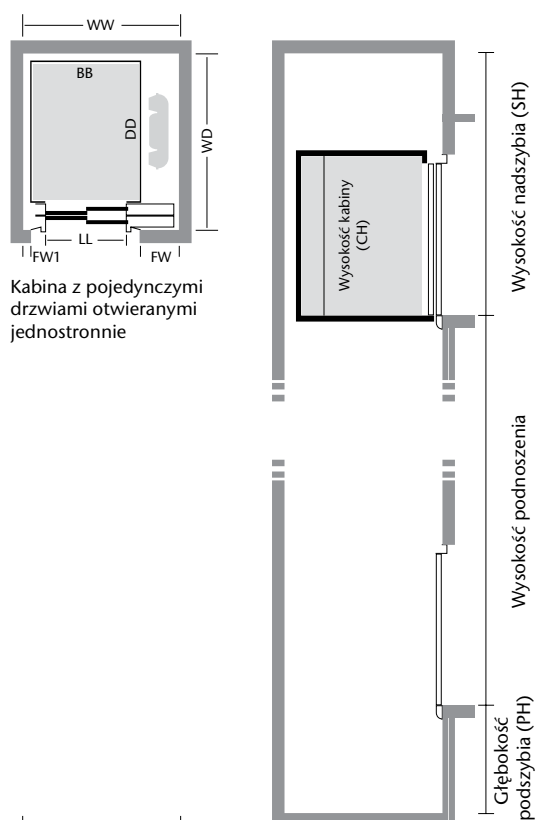 WW
BB
DD
WD
LL
FW1
FW
Kabina z pojedynczymi
drzwiami otwieranymi
jednostronnie
Wysokość kabiny
(CH)
Wysokość nadszybia (SH)
Wysokość podnoszenia
Głębokość
podszybia (PH)